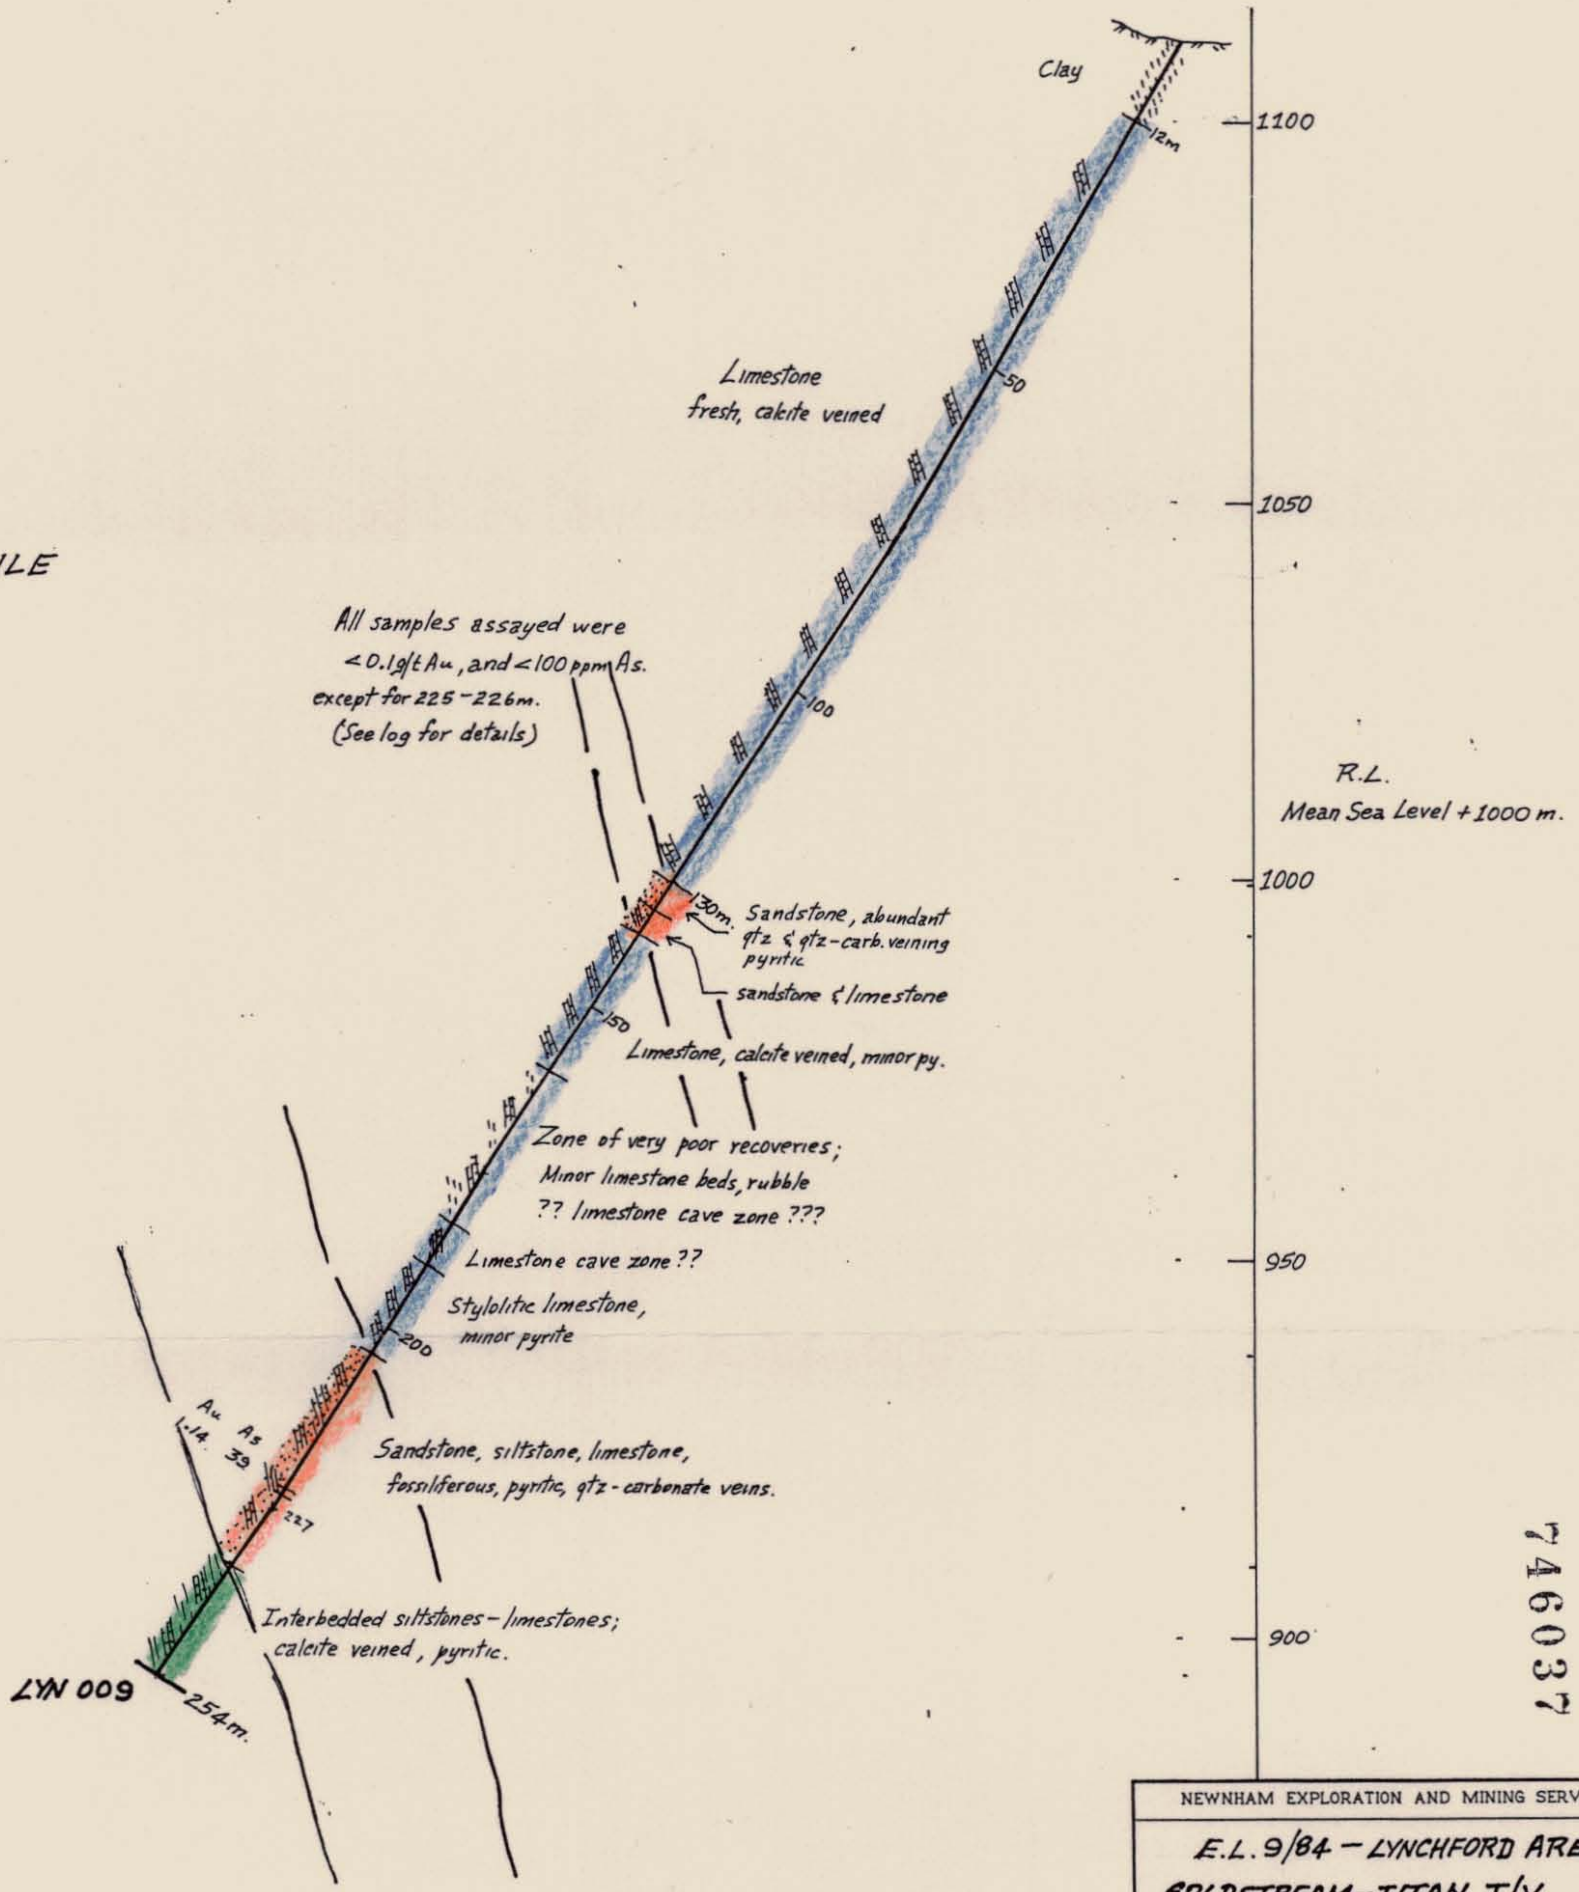 Clay
1100
12m
Limestone
fresh, calcite veined
50
1050
All samples assayed were
<0.1g/t Au, and <100 ppm As.
except for 225-226m.
(See log for details)
100
R.L.
Mean Sea Level +1000 m.
1000
130m.
Sandstone, abundant
qtz & qtz-carb. veining
pyritic
sandstone & limestone
150
Limestone, calcite veined, minor py.
Zone of very poor recoveries;
Minor limestone beds, rubble
?? limestone cave zone ???
Limestone cave zone ??
950
Stylolitic limestone,
minor pyrite
200
Au As
1.14 39
Sandstone, siltstone, limestone,
fossiliferous, pyritic, qtz-carbonate veins.
227
Interbedded siltstones-limestones;
calcite veined, pyritic.
900
LYN 009
254m.
746037
NEWNHAM EXPLORATION AND MINING SERV
E.L. 9/84 - LYNCHFORD ARE